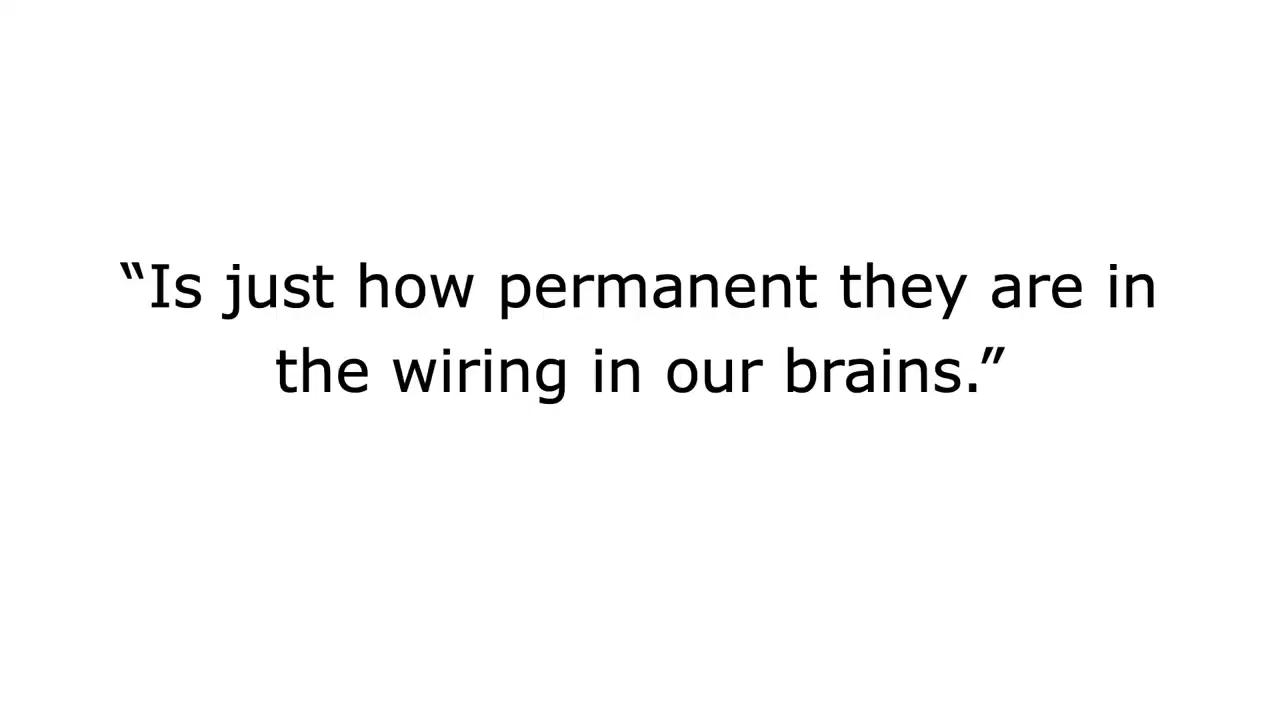 “Is just how permanent they are in
the wiring in our brains.”